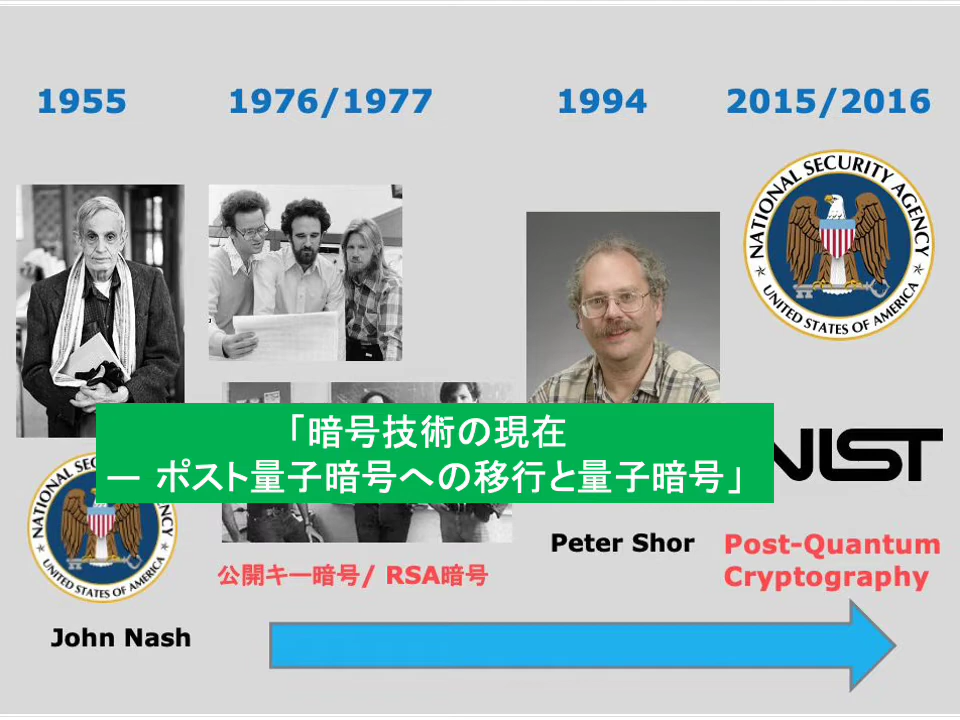 1955
1976/1977
1994
2015/2016
NATIONAL SECURITY AGENCY
UNITED STATES OF AMERICA
「暗号技術の現在
— ポスト量子暗号への移行と量子暗号」
NIST
NATIONAL SEC AGENCY
UNITED STATES OF AMERICA
John Nash
公開キー暗号/ RSA暗号
Peter Shor
Post-Quantum
Cryptography